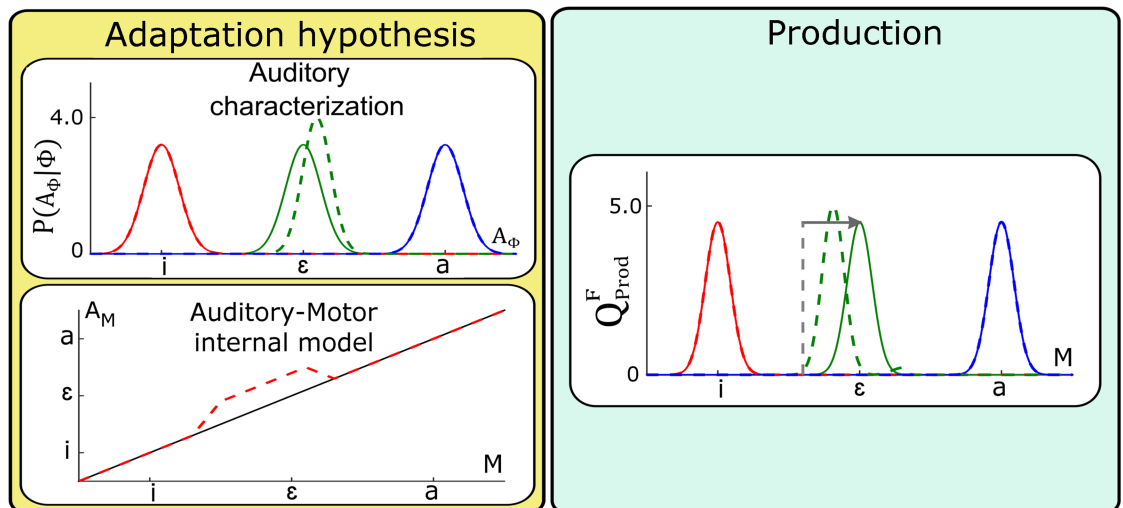 Adaptation hypothesis
Auditory
characterization
4.0
P(A_Φ|Φ)
0
A_Φ
i ε a
A_M
Auditory-Motor
internal model
a
ε
i
M
i ε a
Production
5.0
Q^F_Prod
0
M
i ε a